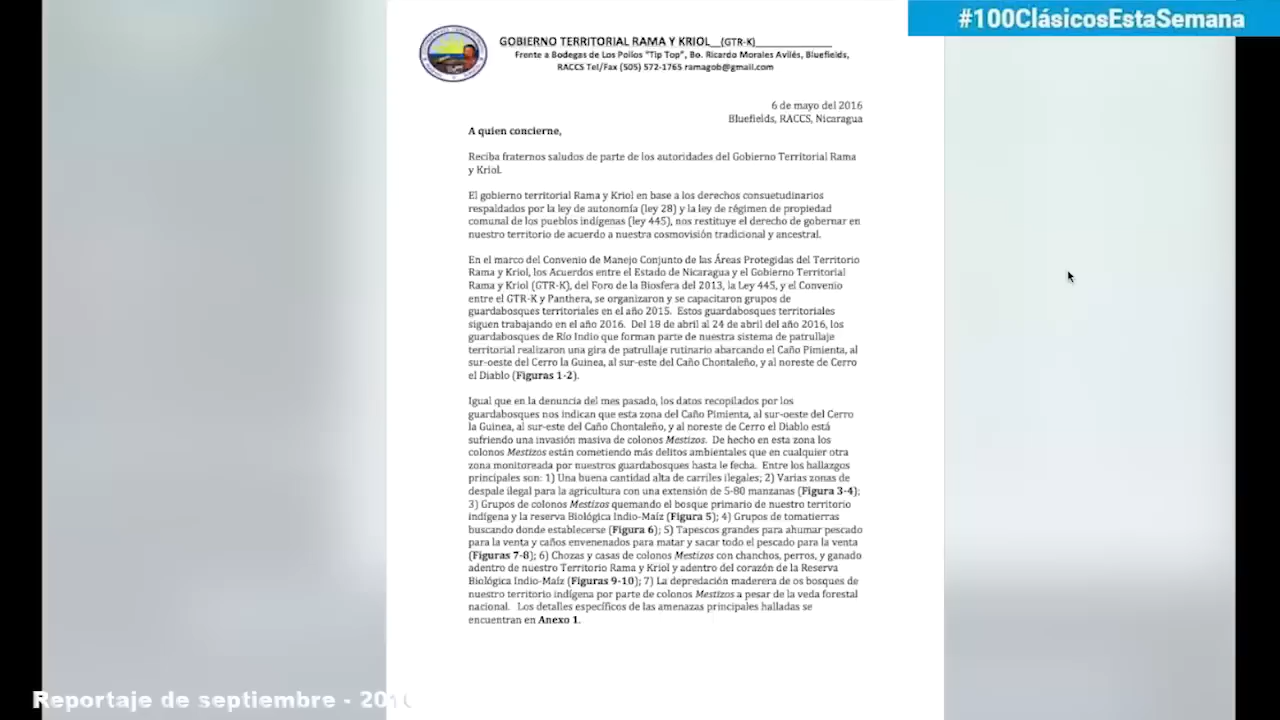 #100ClásicosEstaSemana
GOBIERNO TERRITORIAL RAMA Y KRIOL__(GTR-K)____________
Frente a Bodegas de Los Pollos "Tip Top", Bo. Ricardo Morales Avilés, Bluefields,
RACCS Tel/Fax (505) 572-1765 ramagob@gmail.com
6 de mayo del 2016
Bluefields, RACCS, Nicaragua
A quien concierne,
Reciba fraternos saludos de parte de los autoridades del Gobierno Territorial Rama
y Kriol.
El gobierno territorial Rama y Kriol en base a los derechos consuetudinarios
respaldados por la ley de autonomía (ley 28) y la ley de régimen de propiedad
comunal de los pueblos indígenas (ley 445), nos restituye el derecho de gobernar en
nuestro territorio de acuerdo a nuestra cosmovisión tradicional y ancestral.
En el marco del Convenio de Manejo Conjunto de las Áreas Protegidas del Territorio
Rama y Kriol, los Acuerdos entre el Estado de Nicaragua y el Gobierno Territorial
Rama y Kriol (GTR-K), del Foro de la Biosfera del 2013, la Ley 445, y el Convenio
entre el GTR-K y Panthera, se organizaron y se capacitaron grupos de
guardabosques territoriales en el año 2015. Estos guardabosques territoriales
siguen trabajando en el año 2016. Del 18 de abril al 24 de abril del año 2016, los
guardabosques de Río Indio que forman parte de nuestra sistema de patrullaje
territorial realizaron una gira de patrullaje rutinario abarcando el Caño Pimienta, al
sur-oeste del Cerro la Guinea, al sur-este del Caño Chontaleño, y al noreste de Cerro
el Diablo (Figuras 1-2).
Igual que en la denuncia del mes pasado, los datos recopilados por los
guardabosques nos indican que esta zona del Caño Pimienta, al sur-oeste del Cerro
la Guinea, al sur-este del Caño Chontaleño, y al noreste de Cerro el Diablo está
sufriendo una invasión masiva de colonos Mestizos. De hecho en esta zona los
colonos Mestizos están cometiendo más delitos ambientales que en cualquier otra
zona monitoreada por nuestros guardabosques hasta le fecha. Entre los hallazgos
principales son: 1) Una buena cantidad alta de carriles ilegales; 2) Varias zonas de
despale ilegal para la agricultura con una extensión de 5-80 manzanas (Figura 3-4);
3) Grupos de colonos Mestizos quemando el bosque primario de nuestro territorio
indígena y la reserva Biológica Indio-Maíz (Figura 5); 4) Grupos de tomatierras
buscando donde establecerse (Figura 6); 5) Tapescos grandes para ahumar pescado
para la venta y caños envenenados para matar y sacar todo el pescado para la venta
(Figuras 7-8); 6) Chozas y casas de colonos Mestizos con chanchos, perros, y ganado
adentro de nuestro Territorio Rama y Kriol y adentro del corazón de la Reserva
Biológica Indio-Maíz (Figuras 9-10); 7) La depredación maderera de os bosques de
nuestro territorio indígena por parte de colonos Mestizos a pesar de la veda forestal
nacional. Los detalles específicos de las amenazas principales halladas se
encuentran en Anexo 1.
Reportaje de septiembre -